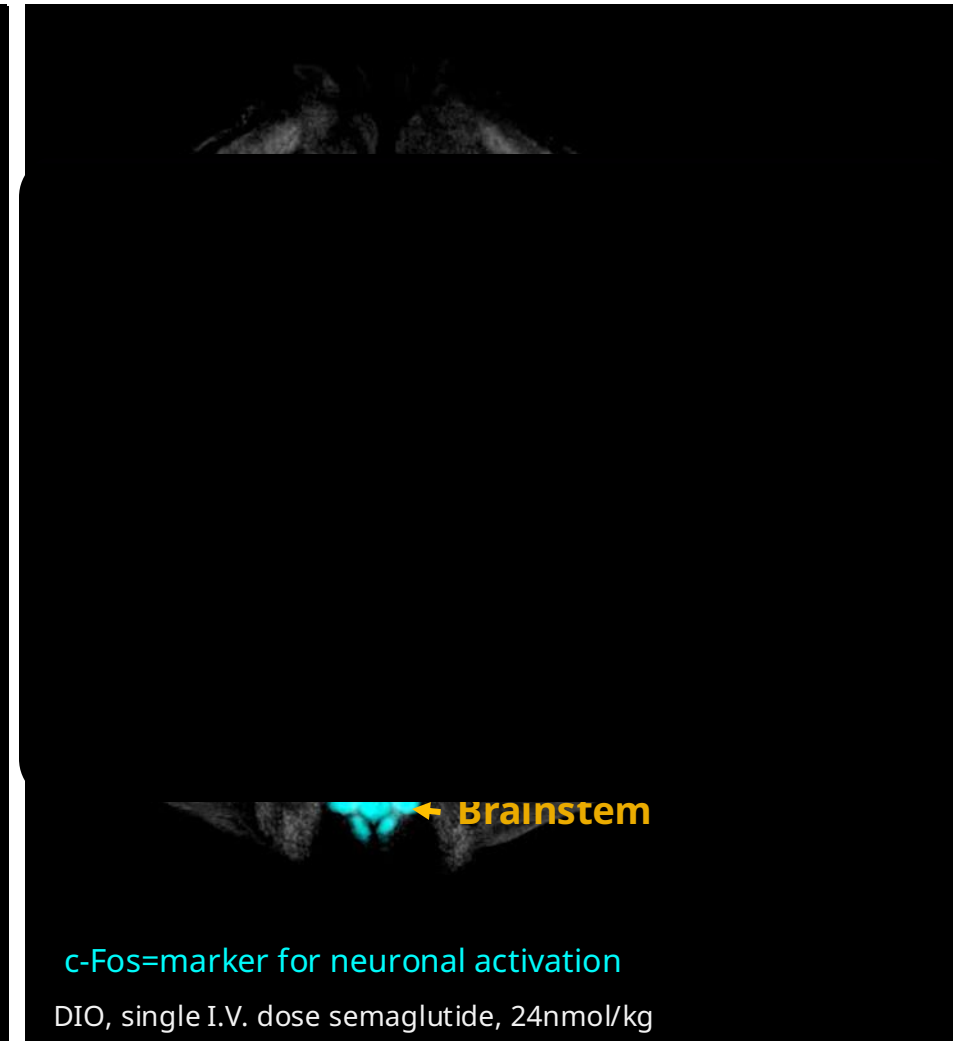 Brainstem
c-Fos=marker for neuronal activation
DIO, single I.V. dose semaglutide, 24nmol/kg